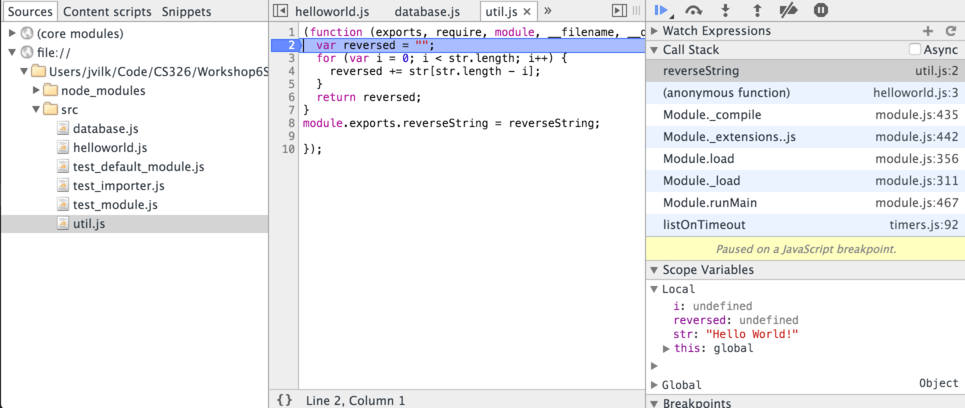 Sources Content scripts Snippets
(core modules)
file://
Users/jvilk/Code/CS326/Workshop6S
node_modules
src
database.js
helloworld.js
test_default_module.js
test_importer.js
test_module.js
util.js
helloworld.js database.js util.js × »
1 (function (exports, require, module, __filename, __d
2 var reversed = "";
3 for (var i = 0; i < str.length; i++) {
4 reversed += str[str.length - i];
5 }
6 return reversed;
7 }
8 module.exports.reverseString = reverseString;
9
10 });
{} Line 2, Column 1
Watch Expressions
Call Stack Async
reverseString util.js:2
(anonymous function) helloworld.js:3
Module._compile module.js:435
Module._extensions..js module.js:442
Module.load module.js:356
Module._load module.js:311
Module.runMain module.js:467
listOnTimeout timers.js:92
Paused on a JavaScript breakpoint.
Scope Variables
Local
i: undefined
reversed: undefined
str: "Hello World!"
this: global
Global Object
Breakpoints